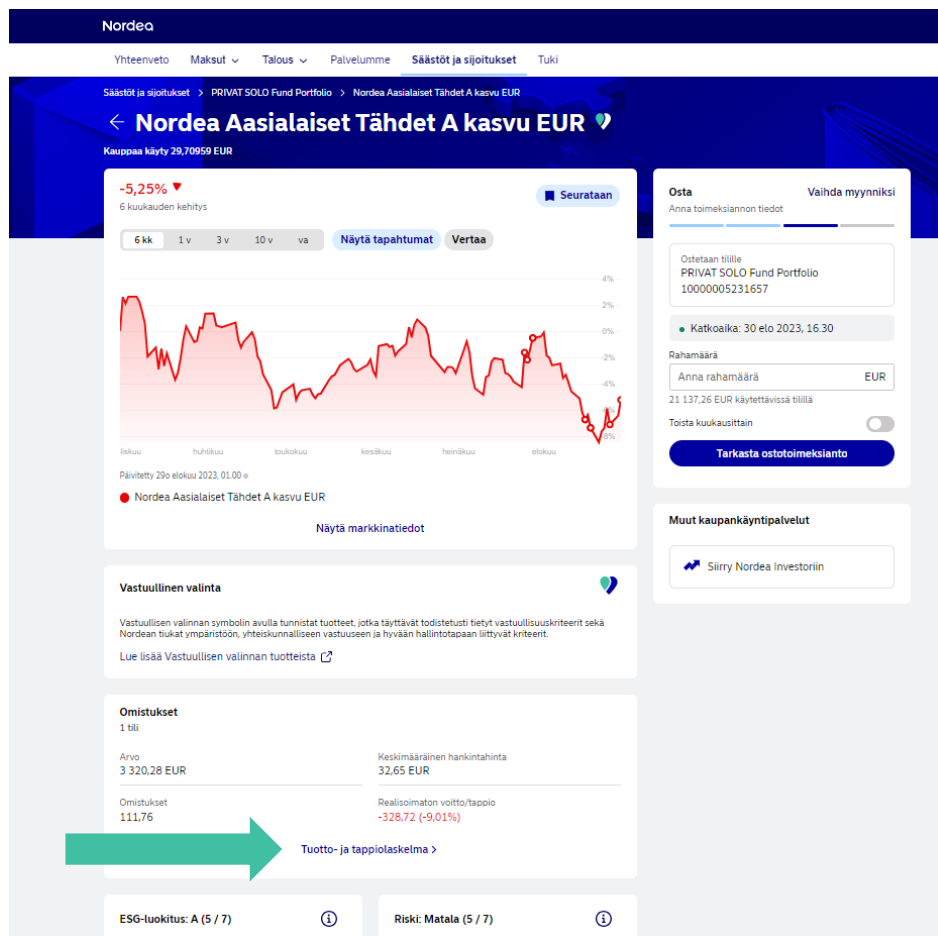 Nordea
Yhteenveto Maksut Talous Palvelumme Säästöt ja sijoitukset Tuki
Säästöt ja sijoitukset > PRIVAT SOLO Fund Portfolio > Nordea Aasialaiset Tähdet A kasvu EUR
Nordea Aasialaiset Tähdet A kasvu EUR
Kauppaa käyty 29,70959 EUR
-5,25%
6 kuukauden kehitys
Seurataan
6 kk 1 v 3 v 10 v va Näytä tapahtumat Vertaa
4%
2%
0%
-2%
-4%
-6%
-8%
liskuu huhtikuu toukokuu kesäkuu heinäkuu elokuu
Päivitetty 29o elokuu 2023, 01.00
Nordea Aasialaiset Tähdet A kasvu EUR
Näytä markkinatiedot
Osta Vaihda myynniksi
Anna toimeksiannon tiedot
Ostetaan tilille
PRIVAT SOLO Fund Portfolio
10000005231657
Katkoaika: 30 elo 2023, 16.30
Rahamäärä
Anna rahamäärä EUR
21 137,26 EUR käytettävissä tilillä
Toista kuukausittain
Tarkasta ostotoimeksianto
Muut kaupankäyntipalvelut
Siirry Nordea Investoriin
Vastuullinen valinta
Vastuullisen valinnan symbolin avulla tunnistat tuotteet, jotka täyttävät todistetusti tietyt vastuullisuuskriteerit sekä
Nordean tiukat ympäristöön, yhteiskunnalliseen vastuuseen ja hyvään hallintotapaan liittyvät kriteerit.
Lue lisää Vastuullisen valinnan tuotteista
Omistukset
1 tili
Arvo
3 320,28 EUR
Keskimääräinen hankintahinta
32,65 EUR
Omistukset
111,76
Realisoimaton voitto/tappio
-328,72 (-9,01%)
Tuotto- ja tappiolaskelma >
ESG-luokitus: A (5 / 7)
Riski: Matala (5 / 7)